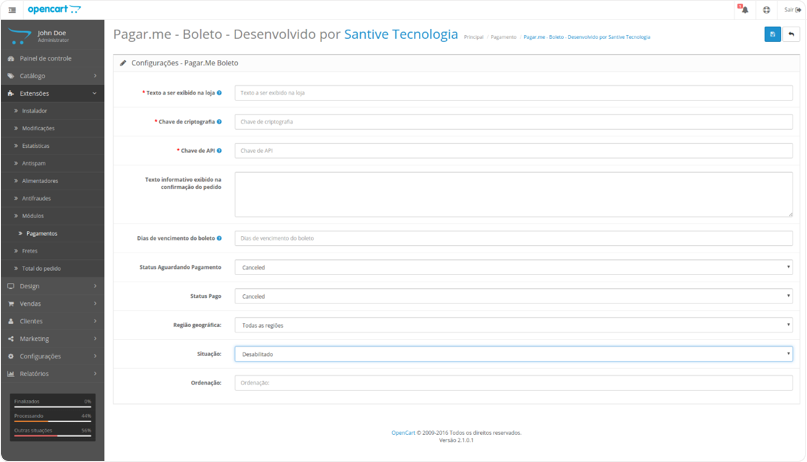 opencart
5
Sair
John Doe
Administrator
Pagar.me - Boleto - Desenvolvido por Santive Tecnologia
Principal / Pagamento / Pagar.me - Boleto - Desenvolvido por Santive Tecnologia
Painel de controle
Catálogo
Extensões
Instalador
Modificações
Estatísticas
Antispam
Alimentadores
Antifraudes
Módulos
Pagamentos
Fretes
Total do pedido
Design
Vendas
Clientes
Marketing
Configurações
Relatórios
Finalizados 0%
Processando 44%
Outras situações 56%
Configurações - Pagar.Me Boleto
* Texto a ser exibido na loja
Texto a ser exibido na loja
* Chave de criptografia
Chave de criptografia
* Chave de API
Chave de API
Texto informativo exibido na
confirmação do pedido
Dias de vencimento do boleto
Dias de vencimento do boleto
Status Aguardando Pagamento
Canceled
Status Pago
Canceled
Região geográfica:
Todas as regiões
Situação:
Desabilitado
Ordenação:
Ordenação:
OpenCart © 2009-2016 Todos os direitos reservados.
Versão 2.1.0.1